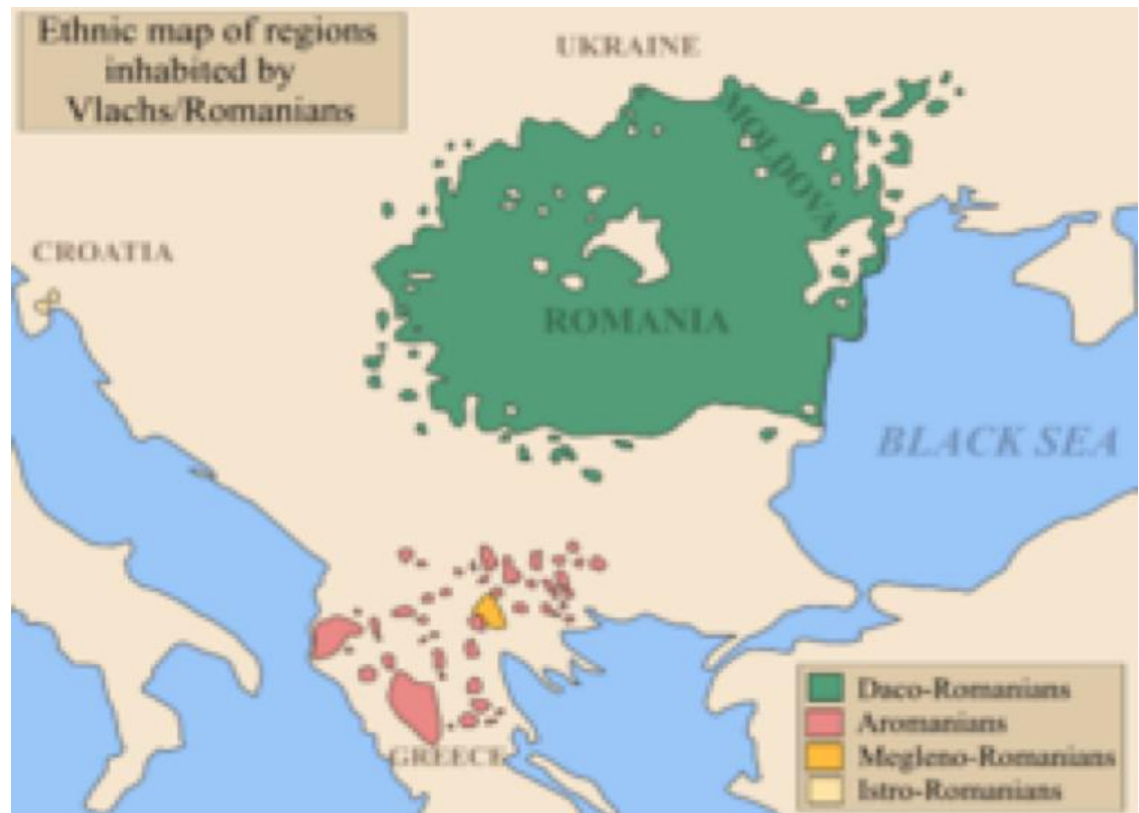 Ethnic map of regions
inhabited by
Vlachs/Romanians
UKRAINE
MOLDOVA
CROATIA
ROMANIA
BLACK SEA
GREECE
Daco-Romanians
Aromanians
Megleno-Romanians
Istro-Romanians